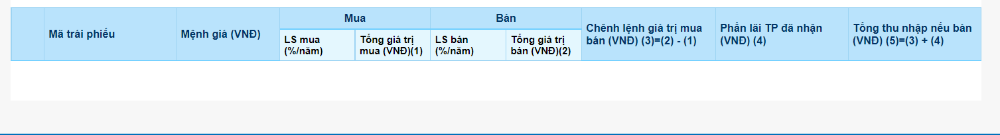 Mã trái phiếu
Mệnh giá (VNĐ)
Mua
LS mua
(%/năm)
Tổng giá trị
mua (VNĐ)(1)
Bán
LS bán
(%/năm)
Tổng giá trị
bán (VNĐ)(2)
Chênh lệnh giá trị mua
bán (VNĐ) (3)=(2) - (1)
Phần lãi TP đã nhận
(VNĐ) (4)
Tổng thu nhập nếu bán
(VNĐ) (5)=(3) + (4)